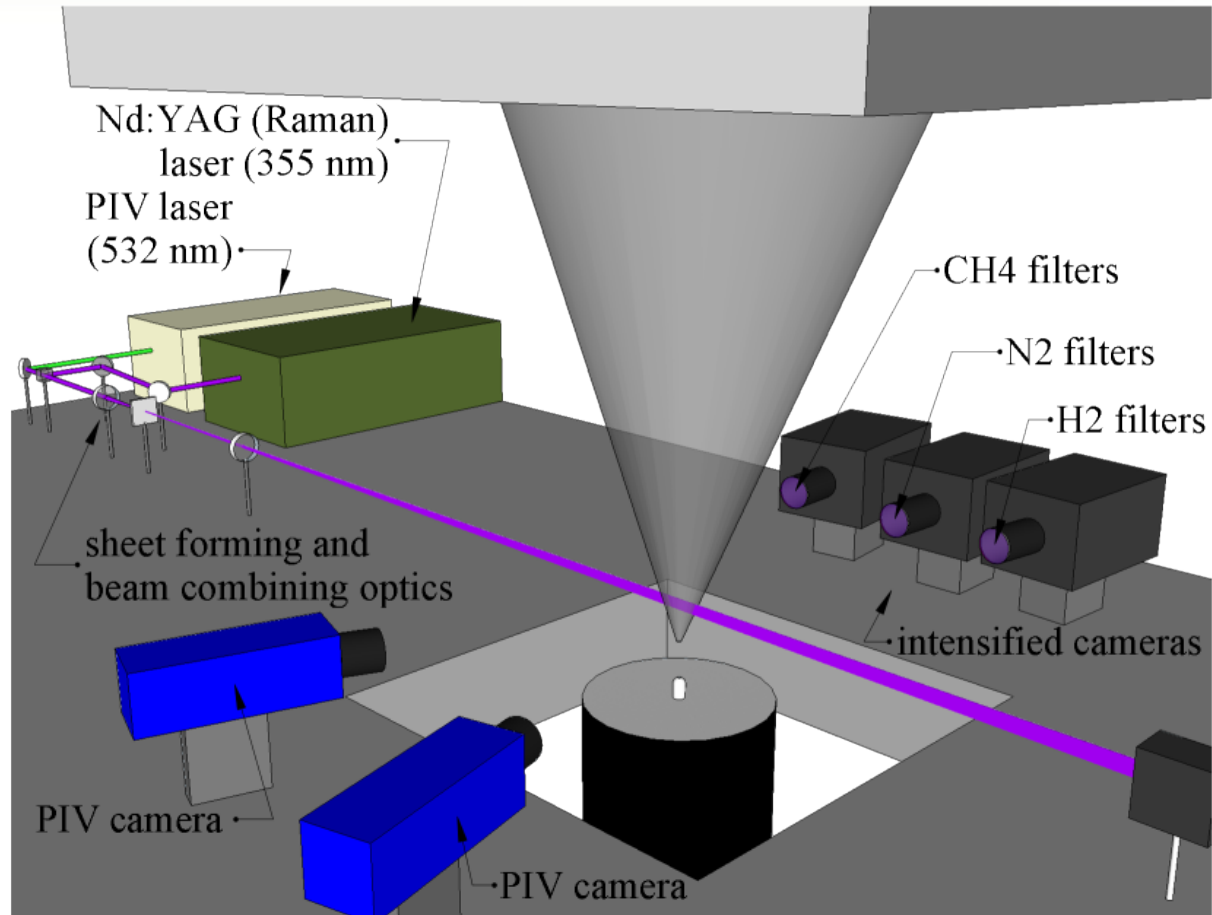 Nd:YAG (Raman)
laser (355 nm)
PIV laser
(532 nm)
CH4 filters
N2 filters
H2 filters
sheet forming and
beam combining optics
intensified cameras
PIV camera
PIV camera